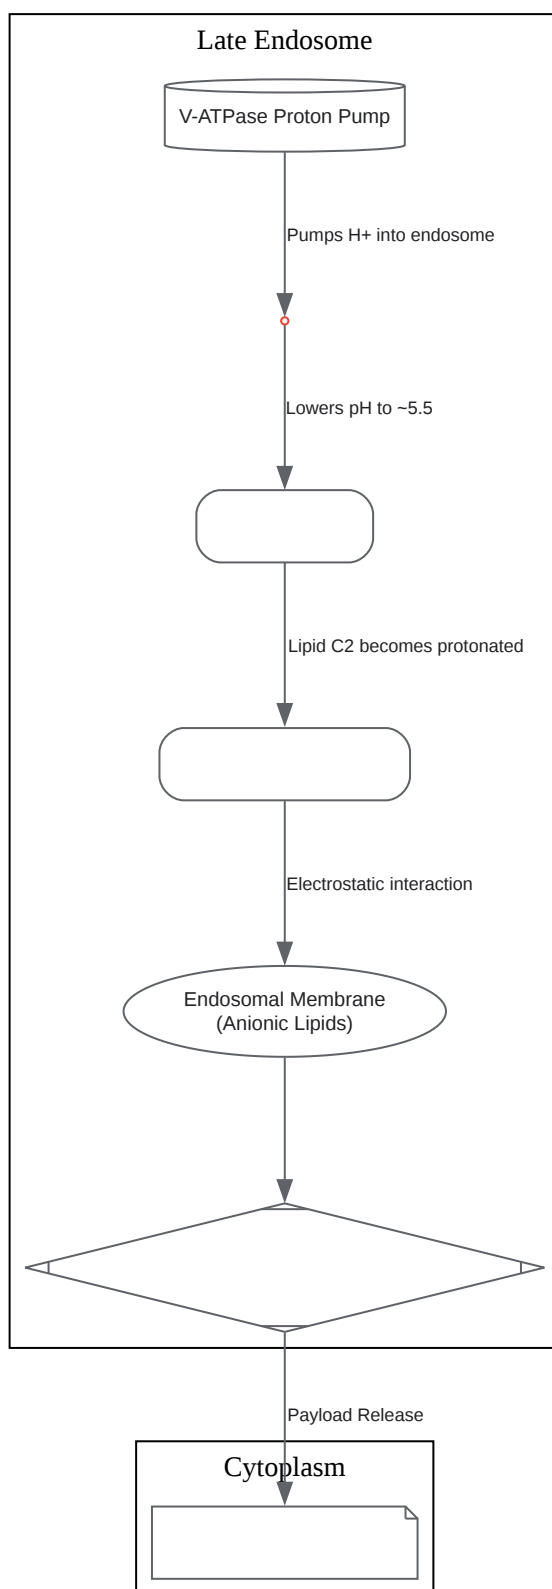 Late Endosome
V-ATPase Proton Pump
Pumps H+ into endosome
Lowers pH to ~5.5
Lipid C2 becomes protonated
Electrostatic interaction
Endosomal Membrane
(Anionic Lipids)
Payload Release
Cytoplasm